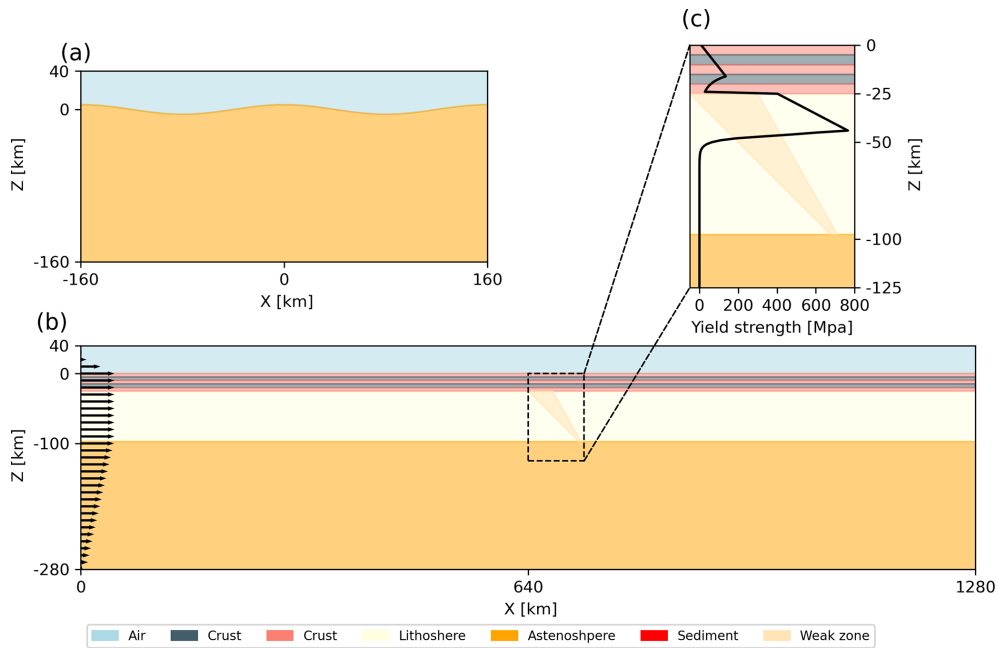 (a)
40
0
-160
Z [km]
-160
0
160
X [km]
(c)
-0
-25
-50
-100
-125
Z [km]
0
200
400
600
800
Yield strength [Mpa]
(b)
40
0
-100
-280
Z [km]
0
640
1280
X [km]
Air
Crust
Crust
Lithoshere
Astenoshpere
Sediment
Weak zone